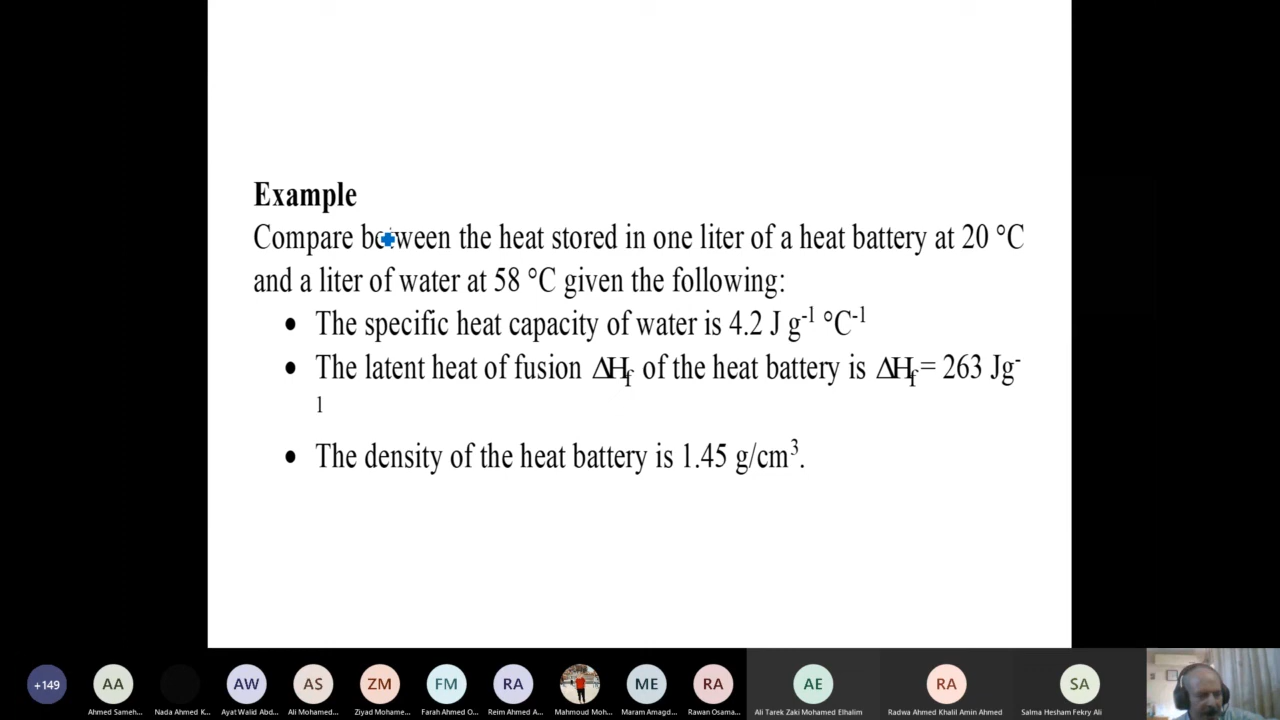 Example
Compare between the heat stored in one liter of a heat battery at 20 °C
and a liter of water at 58 °C given the following:
• The specific heat capacity of water is 4.2 J g⁻¹ °C⁻¹
• The latent heat of fusion ΔHf of the heat battery is ΔHf = 263 Jg⁻
¹
• The density of the heat battery is 1.45 g/cm³.
+149 AA AW AS ZM FM RA ME RA AE RA SA
Ahmed Sameh... Nada Ahmed K... Ayat Walid Abd... Ali Mohamed... Ziyad Mohame... Farah Ahmed O... Reim Ahmed A... Mahmoud Moh... Maram Amagd... Rawan Osama... Ali Tarek Zaki Mohamed Elhalim Radwa Ahmed Khalil Amin Ahmed Salma Hesham Fekry Ali